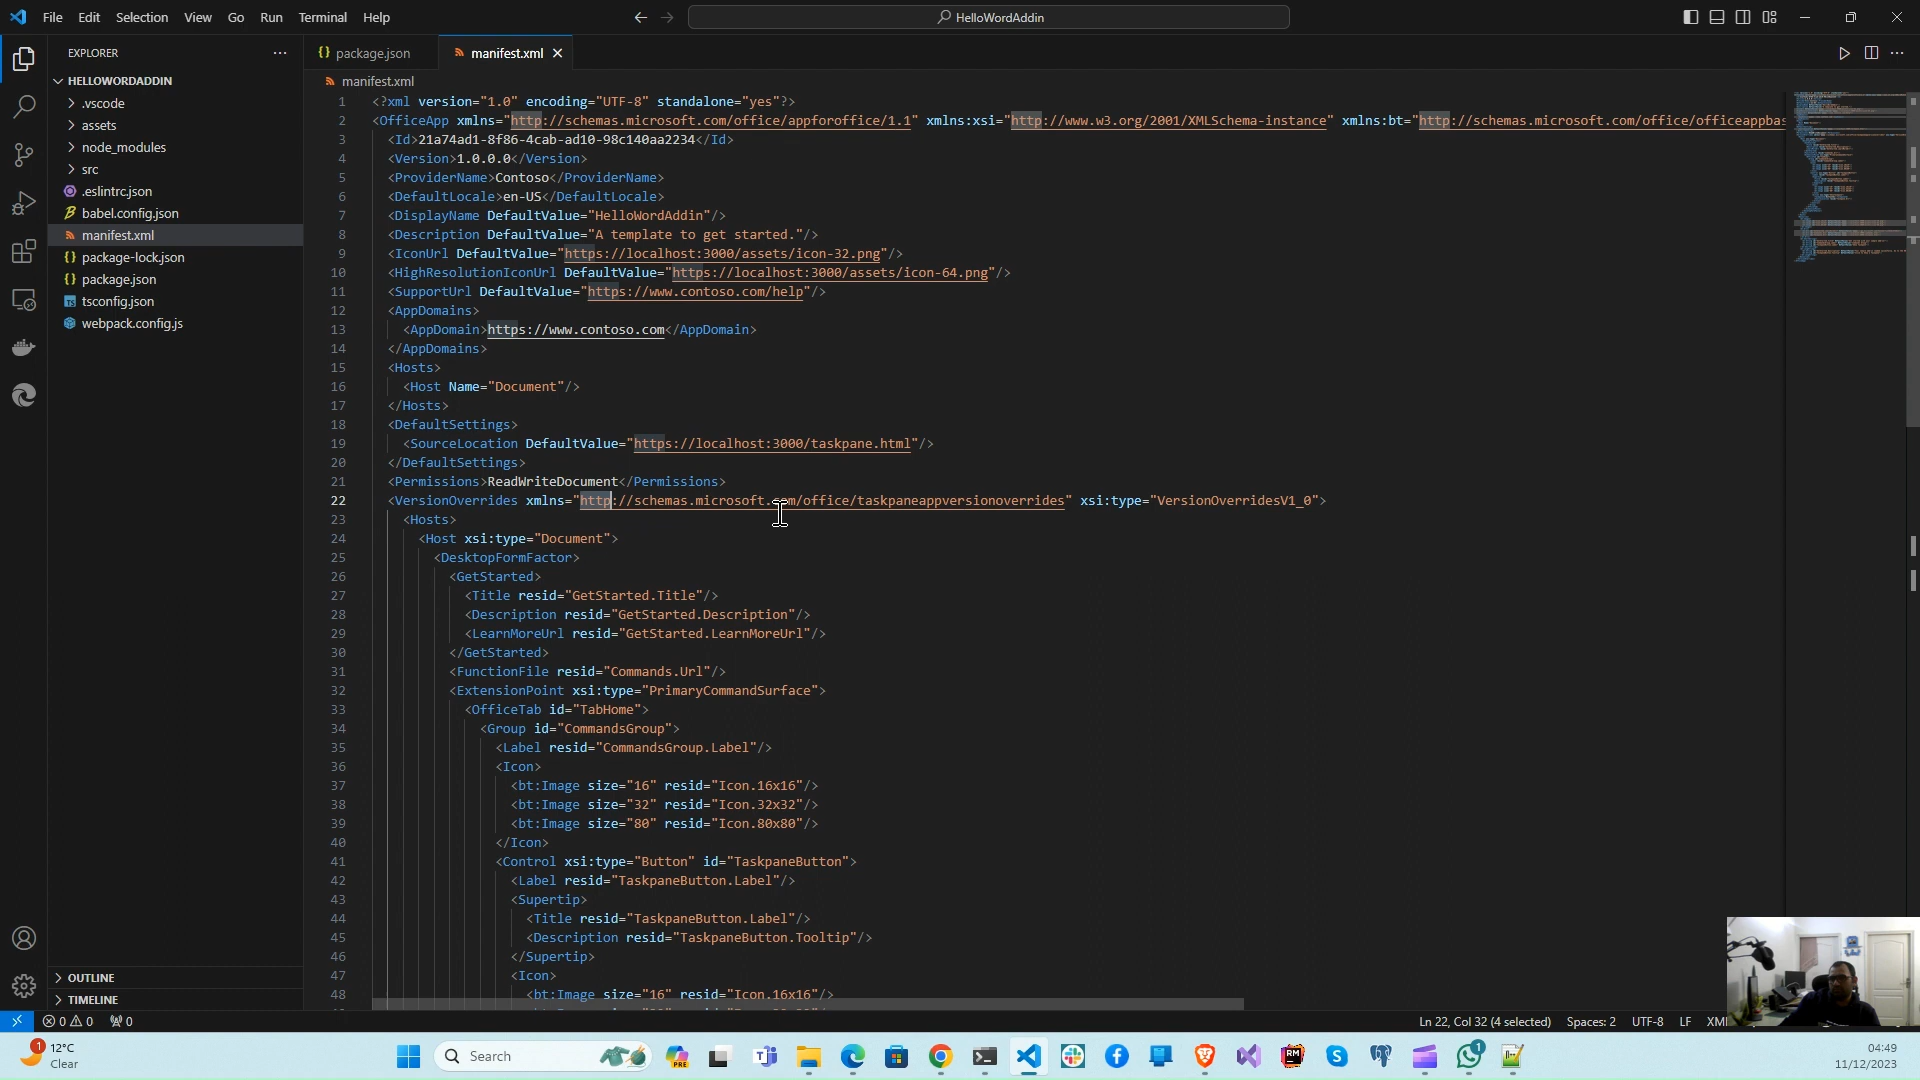 File Edit Selection View Go Run Terminal Help
HelloWordAddin
EXPLORER
HELLOWORDADDIN
.vscode
assets
node_modules
src
.eslintrc.json
babel.config.json
manifest.xml
package-lock.json
package.json
tsconfig.json
webpack.config.js
OUTLINE
TIMELINE
package.json manifest.xml
manifest.xml
1 <?xml version="1.0" encoding="UTF-8" standalone="yes"?>
2 <OfficeApp xmlns="http://schemas.microsoft.com/office/appforoffice/1.1" xmlns:xsi="http://www.w3.org/2001/XMLSchema-instance" xmlns:bt="http://schemas.microsoft.com/office/officeappbas
3 <Id>21a74ad1-8f86-4cab-ad10-98c140aa2234</Id>
4 <Version>1.0.0.0</Version>
5 <ProviderName>Contoso</ProviderName>
6 <DefaultLocale>en-US</DefaultLocale>
7 <DisplayName DefaultValue="HelloWordAddin"/>
8 <Description DefaultValue="A template to get started."/>
9 <IconUrl DefaultValue="https://localhost:3000/assets/icon-32.png"/>
10 <HighResolutionIconUrl DefaultValue="https://localhost:3000/assets/icon-64.png"/>
11 <SupportUrl DefaultValue="https://www.contoso.com/help"/>
12 <AppDomains>
13 <AppDomain>https://www.contoso.com</AppDomain>
14 </AppDomains>
15 <Hosts>
16 <Host Name="Document"/>
17 </Hosts>
18 <DefaultSettings>
19 <SourceLocation DefaultValue="https://localhost:3000/taskpane.html"/>
20 </DefaultSettings>
21 <Permissions>ReadWriteDocument</Permissions>
22 <VersionOverrides xmlns="http://schemas.microsoft.com/office/taskpaneappversionoverrides" xsi:type="VersionOverridesV1_0">
23 <Hosts>
24 <Host xsi:type="Document">
25 <DesktopFormFactor>
26 <GetStarted>
27 <Title resid="GetStarted.Title"/>
28 <Description resid="GetStarted.Description"/>
29 <LearnMoreUrl resid="GetStarted.LearnMoreUrl"/>
30 </GetStarted>
31 <FunctionFile resid="Commands.Url"/>
32 <ExtensionPoint xsi:type="PrimaryCommandSurface">
33 <OfficeTab id="TabHome">
34 <Group id="CommandsGroup">
35 <Label resid="CommandsGroup.Label"/>
36 <Icon>
37 <bt:Image size="16" resid="Icon.16x16"/>
38 <bt:Image size="32" resid="Icon.32x32"/>
39 <bt:Image size="80" resid="Icon.80x80"/>
40 </Icon>
41 <Control xsi:type="Button" id="TaskpaneButton">
42 <Label resid="TaskpaneButton.Label"/>
43 <Supertip>
44 <Title resid="TaskpaneButton.Label"/>
45 <Description resid="TaskpaneButton.Tooltip"/>
46 </Supertip>
47 <Icon>
48 <bt:Image size="16" resid="Icon.16x16"/>
0 0 0
Ln 22, Col 32 (4 selected) Spaces: 2 UTF-8 LF XML
1 12°C
Clear
Search
PRE
RM
1
04:49
11/12/2023